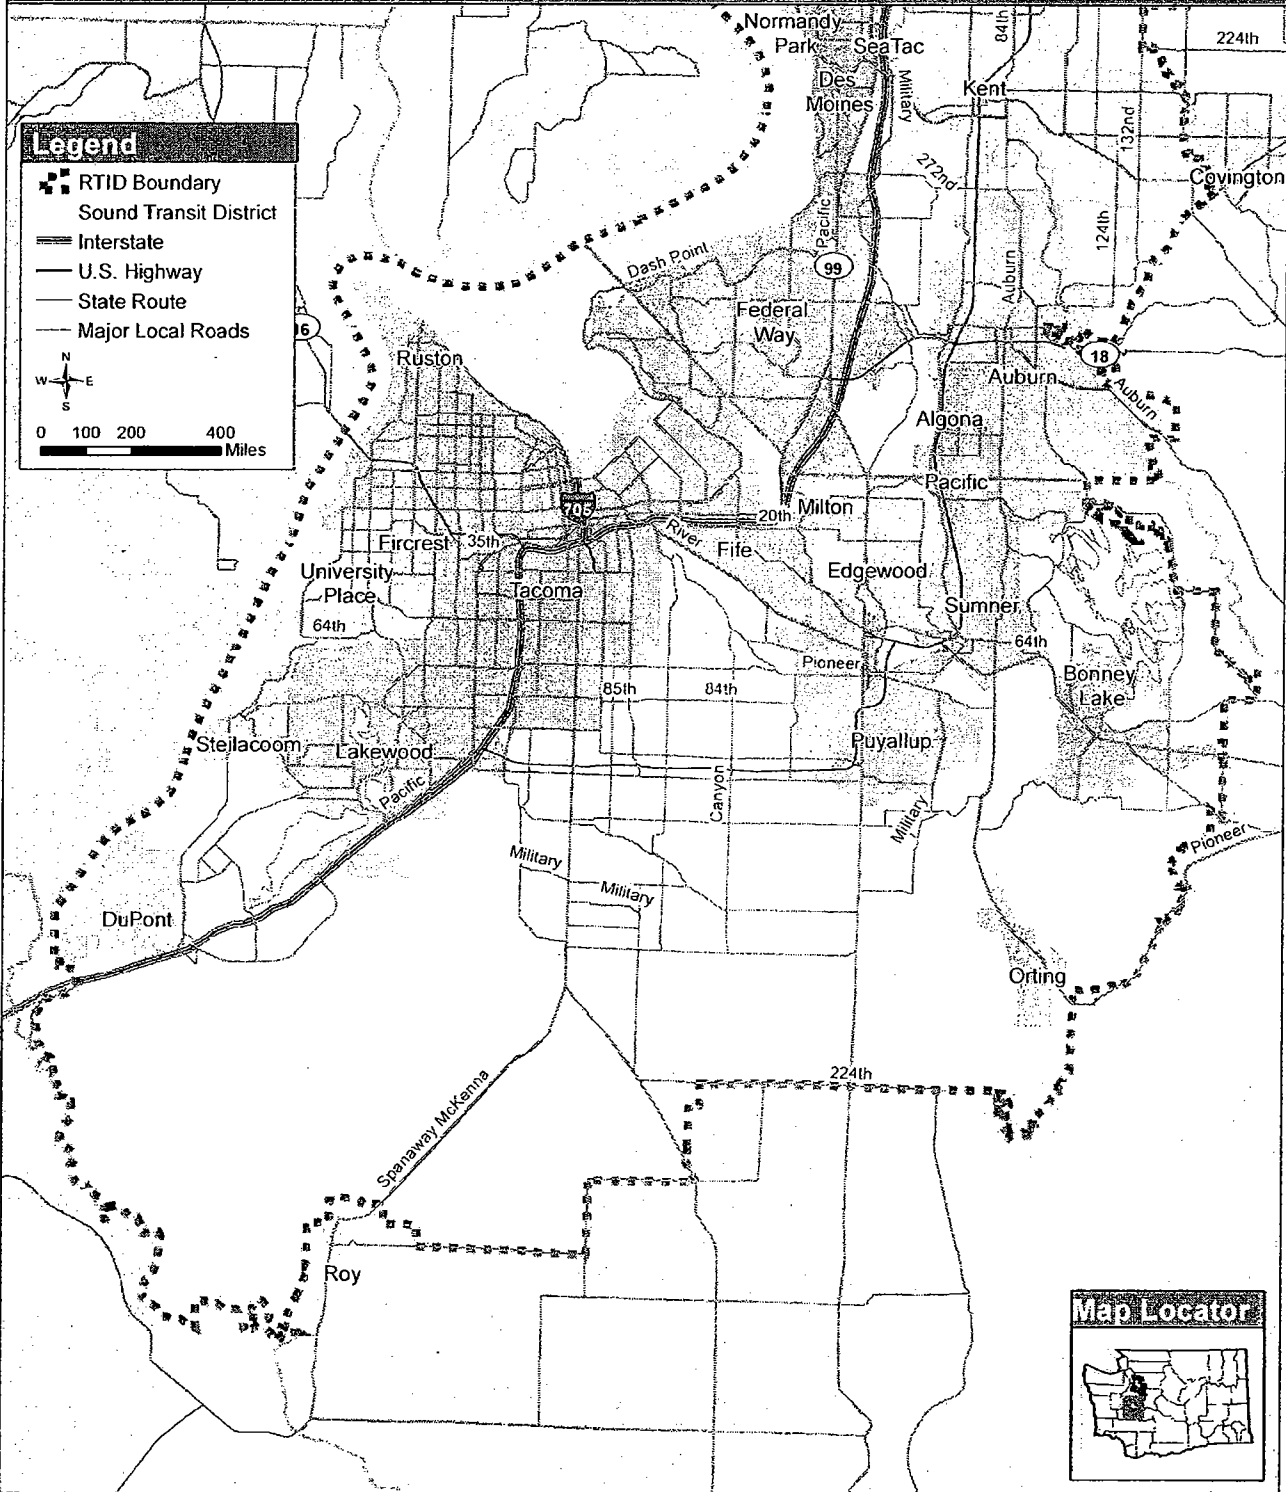 Normandy
Park
SeaTac
84th
224th
Des
Moines
Military
Kent
132nd
Legend
RTID Boundary
Sound Transit District
Interstate
U.S. Highway
State Route
Major Local Roads
N
W E
S
0 100 200 400
Miles
272nd
Covington
Pacific
124th
Dash Point
99
Auburn
Federal
Way
Ruston
18
Auburn
Auburn
Algona
Pacific
705
Milton
20th
River
Fircrest
35th
Fife
University
Place
Edgewood
Tacoma
Sumner
64th
64th
Pioneer
Bonney
Lake
85th
84th
Steilacoom
Lakewood
Puyallup
Pacific
Canyon
Military
Pioneer
Military
Military
DuPont
Orting
224th
Spanaway McKenna
Roy
Map Locator